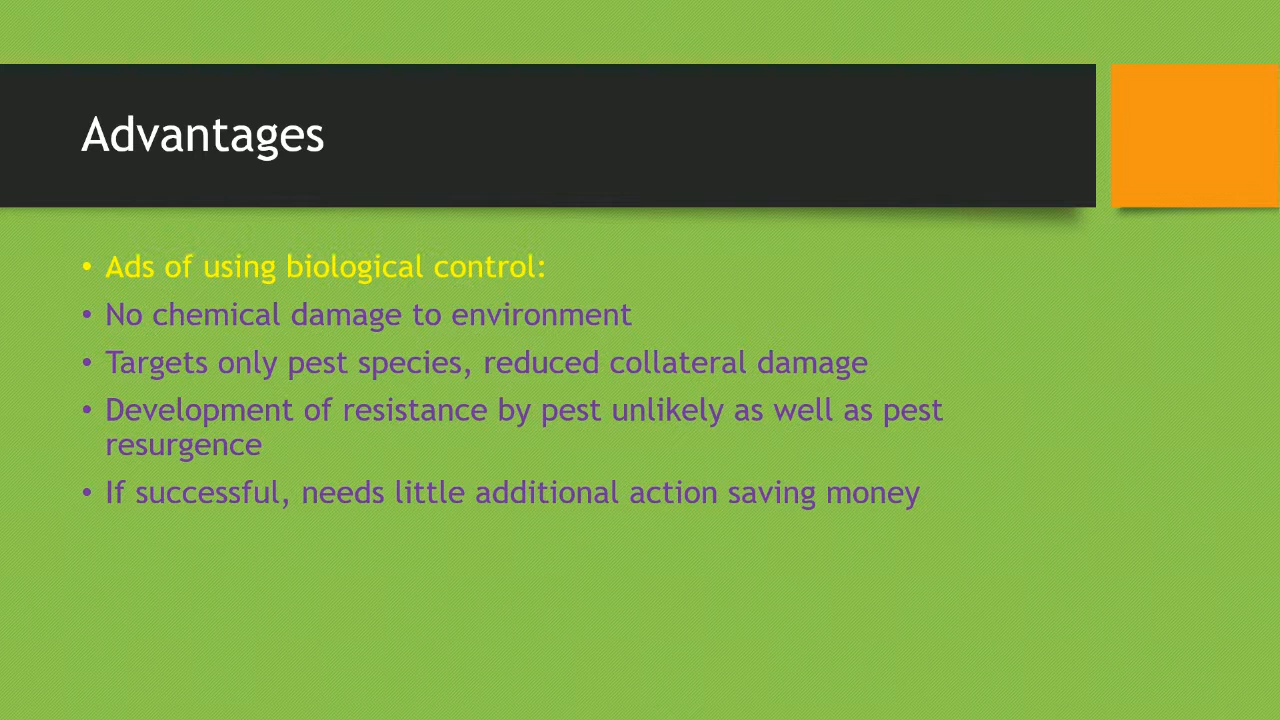 Advantages
• Ads of using biological control:
• No chemical damage to environment
• Targets only pest species, reduced collateral damage
• Development of resistance by pest unlikely as well as pest
resurgence
• If successful, needs little additional action saving money